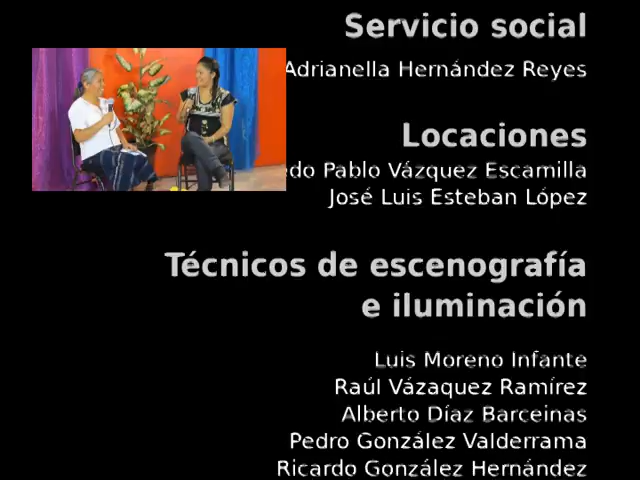 Servicio social
Adrianella Hernández Reyes
Locaciones
Pablo Vázquez Escamilla
José Luis Esteban López
Técnicos de escenografía
e iluminación
Luis Moreno Infante
Raúl Vázaquez Ramírez
Alberto Díaz Barceinas
Pedro González Valderrama
Ricardo González Hernández